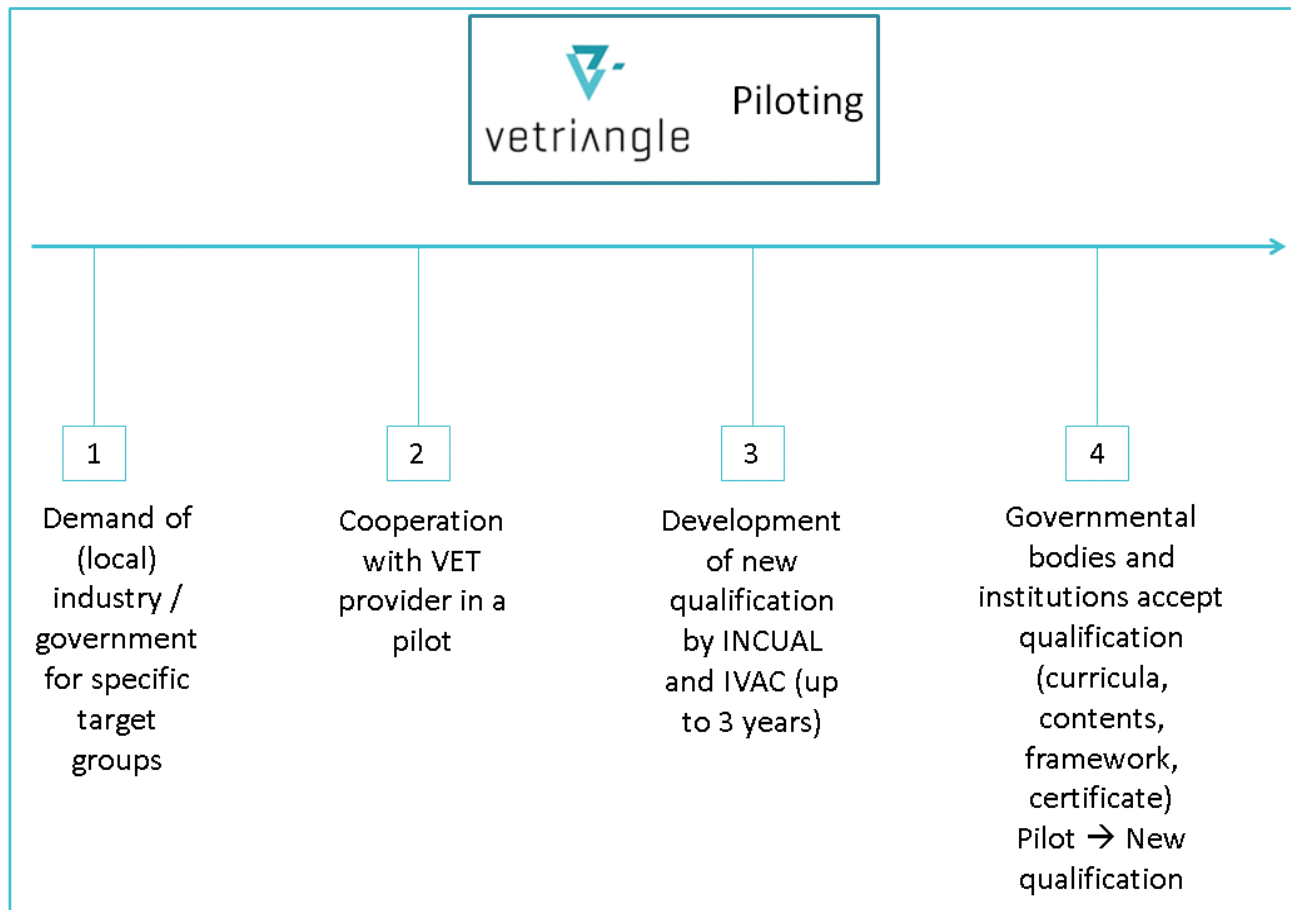 vetriʌngle
Piloting
1
Demand of
(local)
industry /
government
for specific
target
groups
2
Cooperation
with VET
provider in a
pilot
3
Development
of new
qualification
by INCUAL
and IVAC (up
to 3 years)
4
Governmental
bodies and
institutions accept
qualification
(curricula,
contents,
framework,
certificate)
Pilot → New
qualification